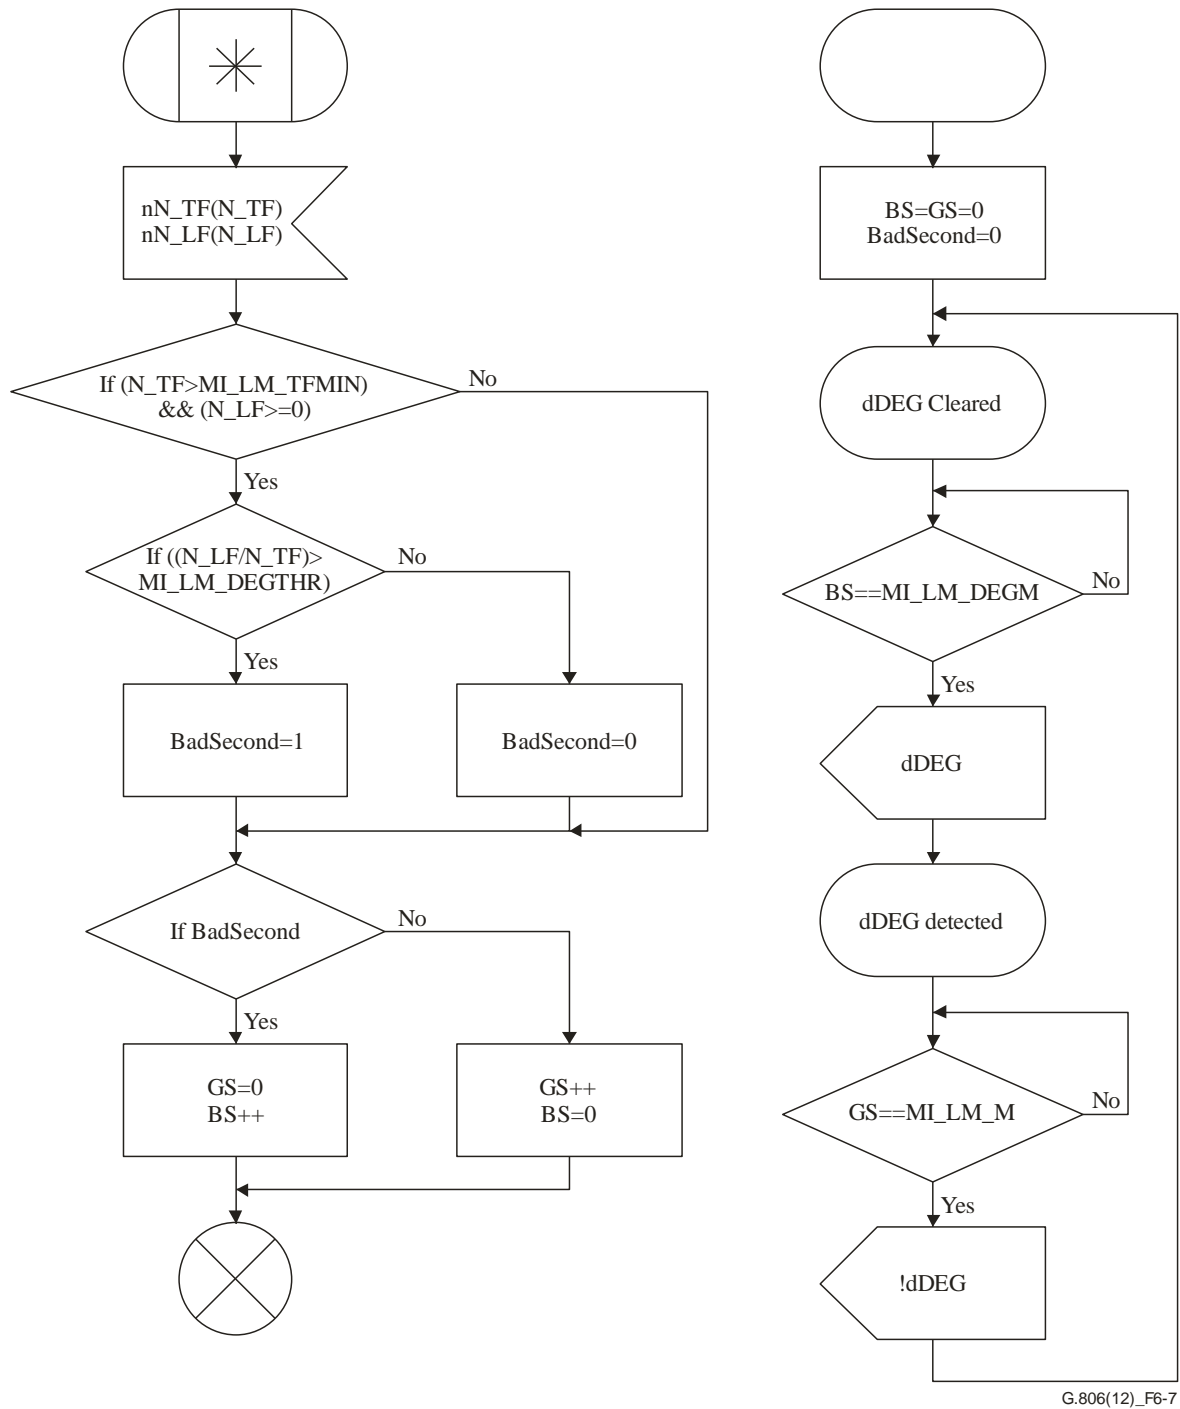 nN_TF(N_TF)
nN_LF(N_LF)
If (N_TF>MI_LM_TFMIN)
&& (N_LF>=0)
No
Yes
If ((N_LF/N_TF)>
MI_LM_DEGTHR)
No
Yes
BadSecond=1
BadSecond=0
If BadSecond
No
Yes
GS=0
BS++
GS++
BS=0
BS=GS=0
BadSecond=0
dDEG Cleared
BS==MI_LM_DEGM
No
Yes
dDEG
dDEG detected
GS==MI_LM_M
No
Yes
!dDEG
G.806(12)_F6-7